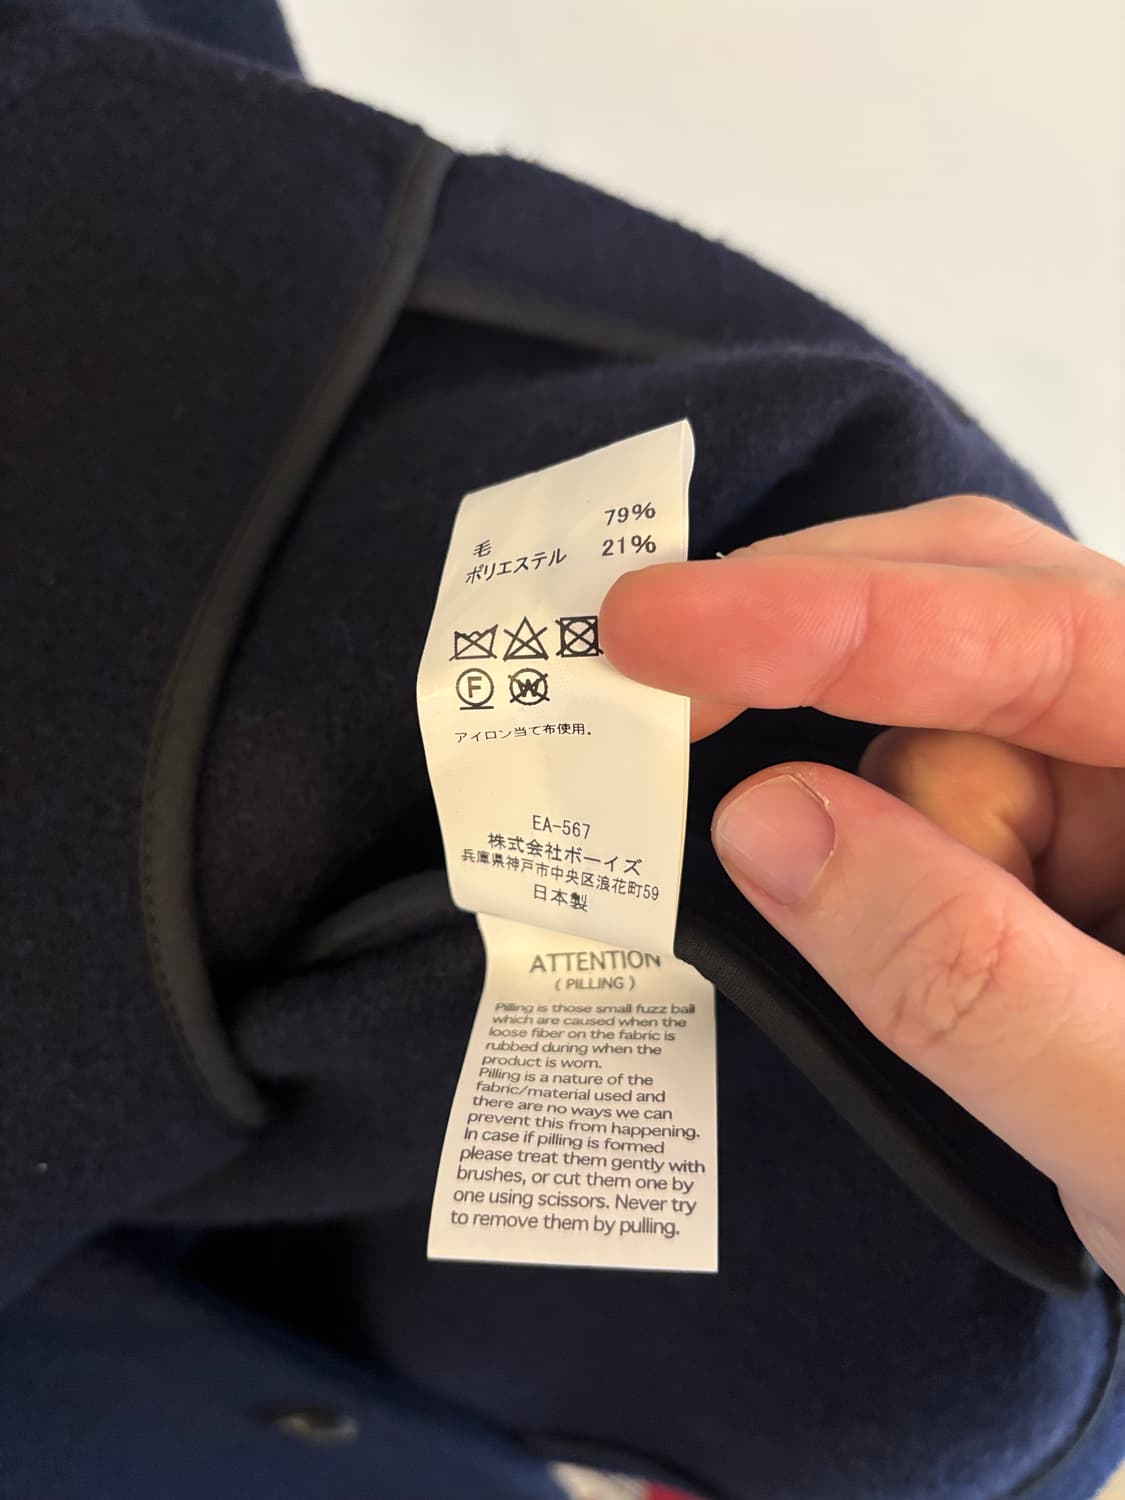 毛 79%
ポリエステル 21%
F W
アイロン当て布使用。
EA-567
株式会社ボーイズ
兵庫県神戸市中央区浪花町59
日本製
ATTENTION
( PILLING )
Pilling is those small fuzz ball
which are caused when the
loose fiber on the fabric is
rubbed during when the
product is worn.
Pilling is a nature of the
fabric/material used and
there are no ways we can
prevent this from happening.
In case if pilling is formed
please treat them gently with
brushes, or cut them one by
one using scissors. Never try
to remove them by pulling.